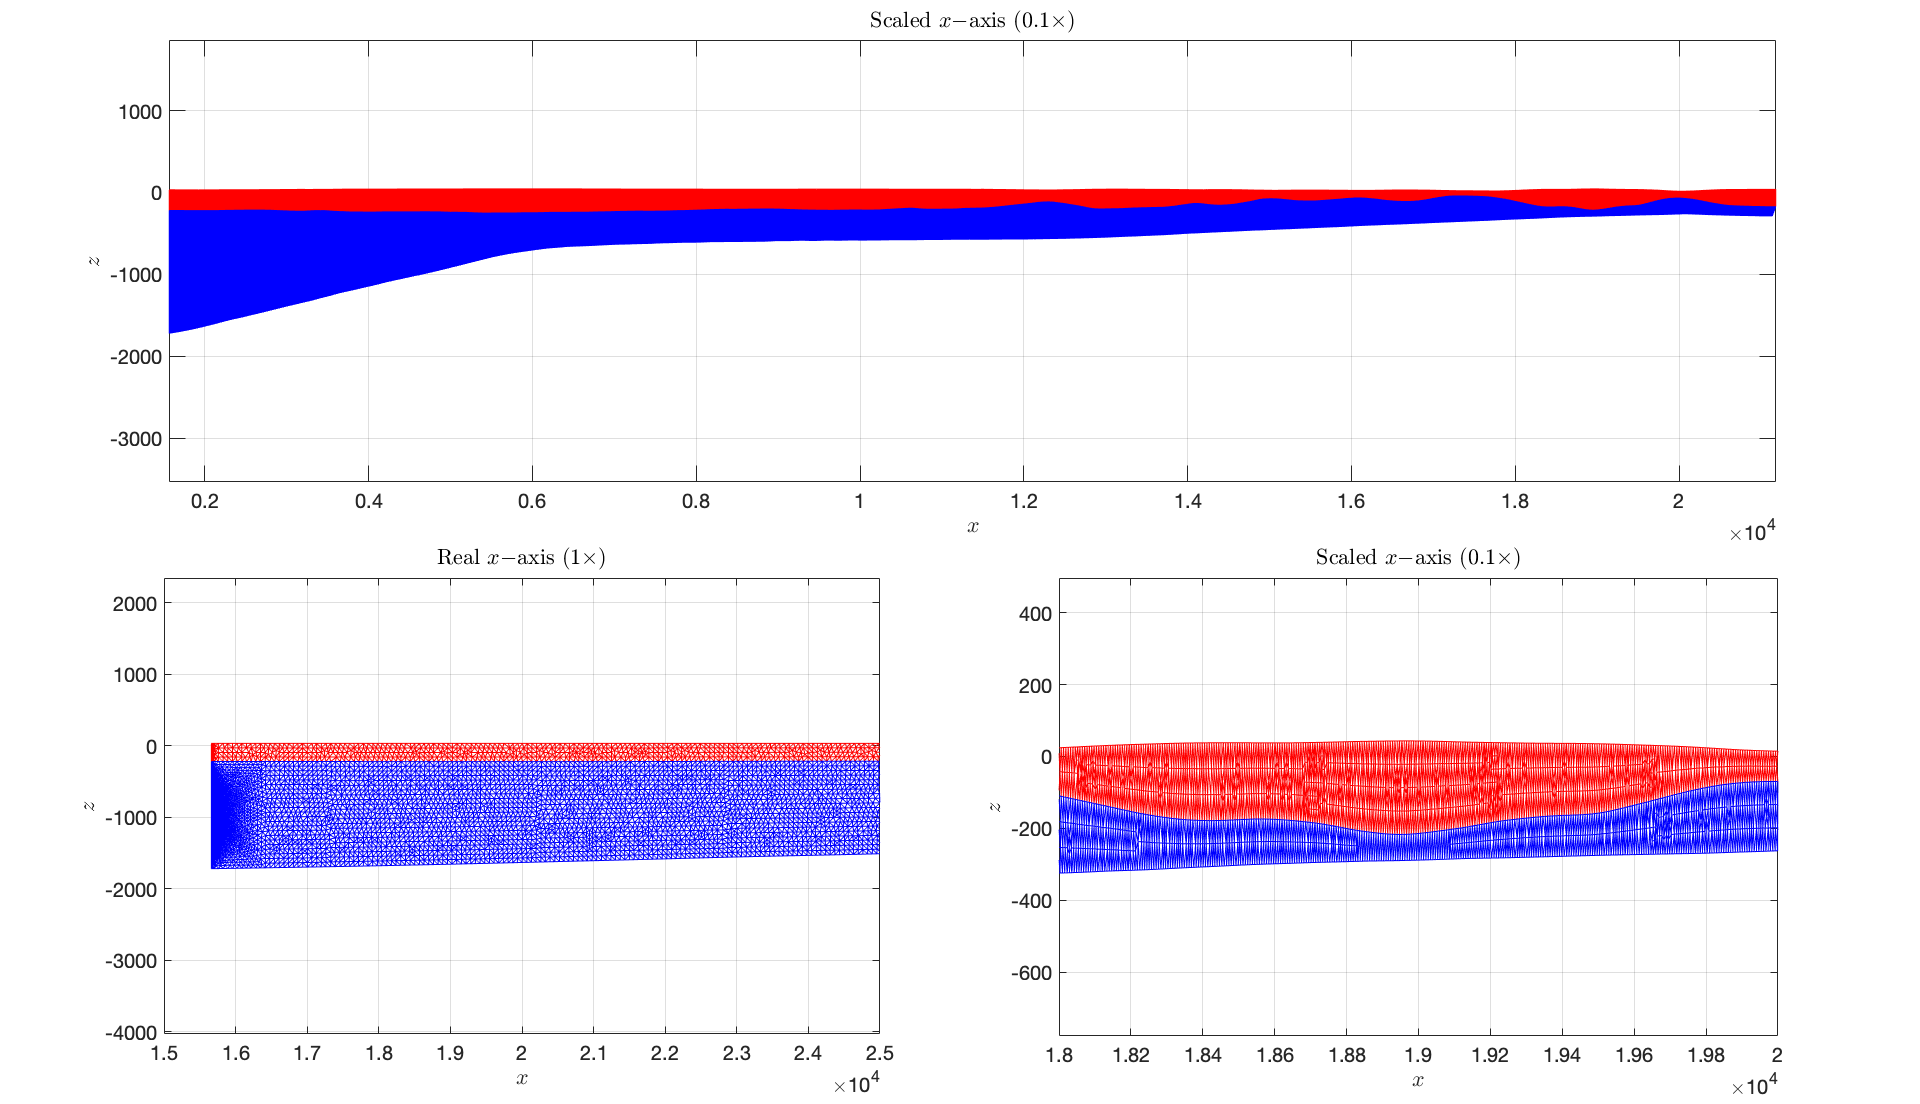 Scaled x−axis (0.1×)
1000
0
-1000
-2000
-3000
z
0.2 0.4 0.6 0.8 1 1.2 1.4 1.6 1.8 2
x
×10^4
Real x−axis (1×)
2000
1000
0
-1000
-2000
-3000
-4000
z
1.5 1.6 1.7 1.8 1.9 2 2.1 2.2 2.3 2.4 2.5
x
×10^4
Scaled x−axis (0.1×)
400
200
0
-200
-400
-600
z
1.8 1.82 1.84 1.86 1.88 1.9 1.92 1.94 1.96 1.98 2
x
×10^4